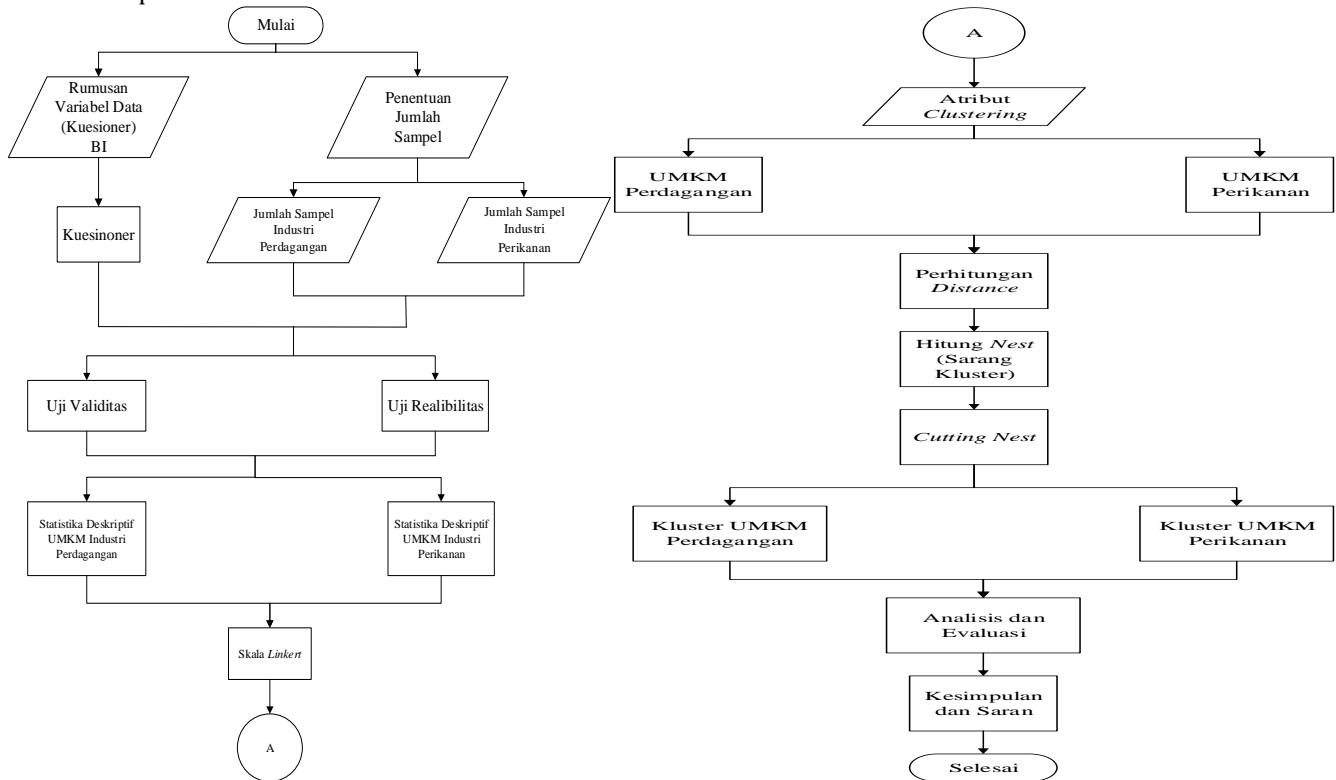 Mulai
Rumusan
Variabel Data
(Kuesioner)
BI
Penentuan
Jumlah
Sampel
Kuesinoner
Jumlah Sampel
Industri
Perdagangan
Jumlah Sampel
Industri
Perikanan
Uji Validitas
Uji Realibilitas
Statistika Deskriptif
UMKM Industri
Perdagangan
Statistika Deskriptif
UMKM Industri
Perikanan
Skala Linkert
A
A
Atribut
Clustering
UMKM
Perdagangan
UMKM
Perikanan
Perhitungan
Distance
Hitung Nest
(Sarang
Kluster)
Cutting Nest
Kluster UMKM
Perdagangan
Kluster UMKM
Perikanan
Analisis dan
Evaluasi
Kesimpulan
dan Saran
Selesai